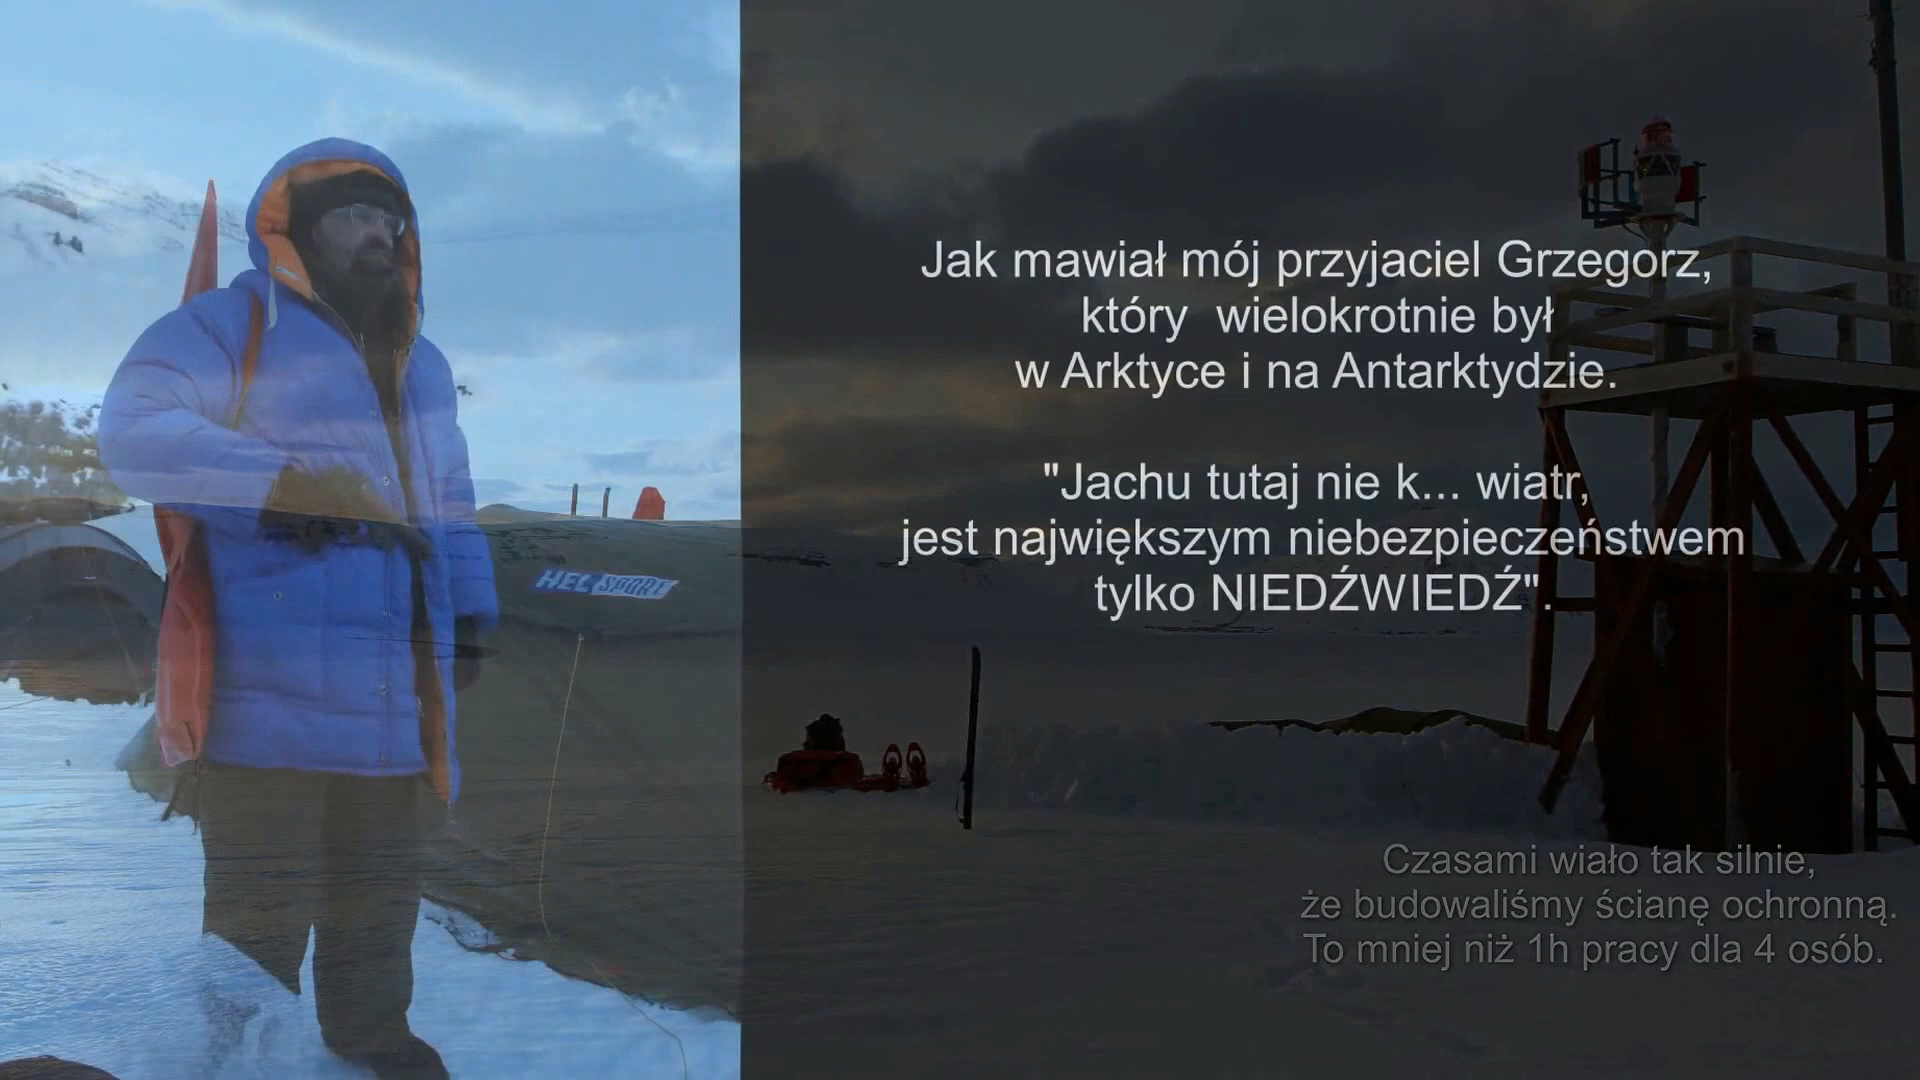 Jak mawiał mój przyjaciel Grzegorz,
który wielokrotnie był
w Arktyce i na Antarktydzie.
"Jachu tutaj nie k... wiatr,
jest największym niebezpieczeństwem
tylko NIEDŹWIEDŹ".
HELSPORT
Czasami wiało tak silnie,
że budowaliśmy ścianę ochronną.
To mniej niż 1h pracy dla 4 osób.